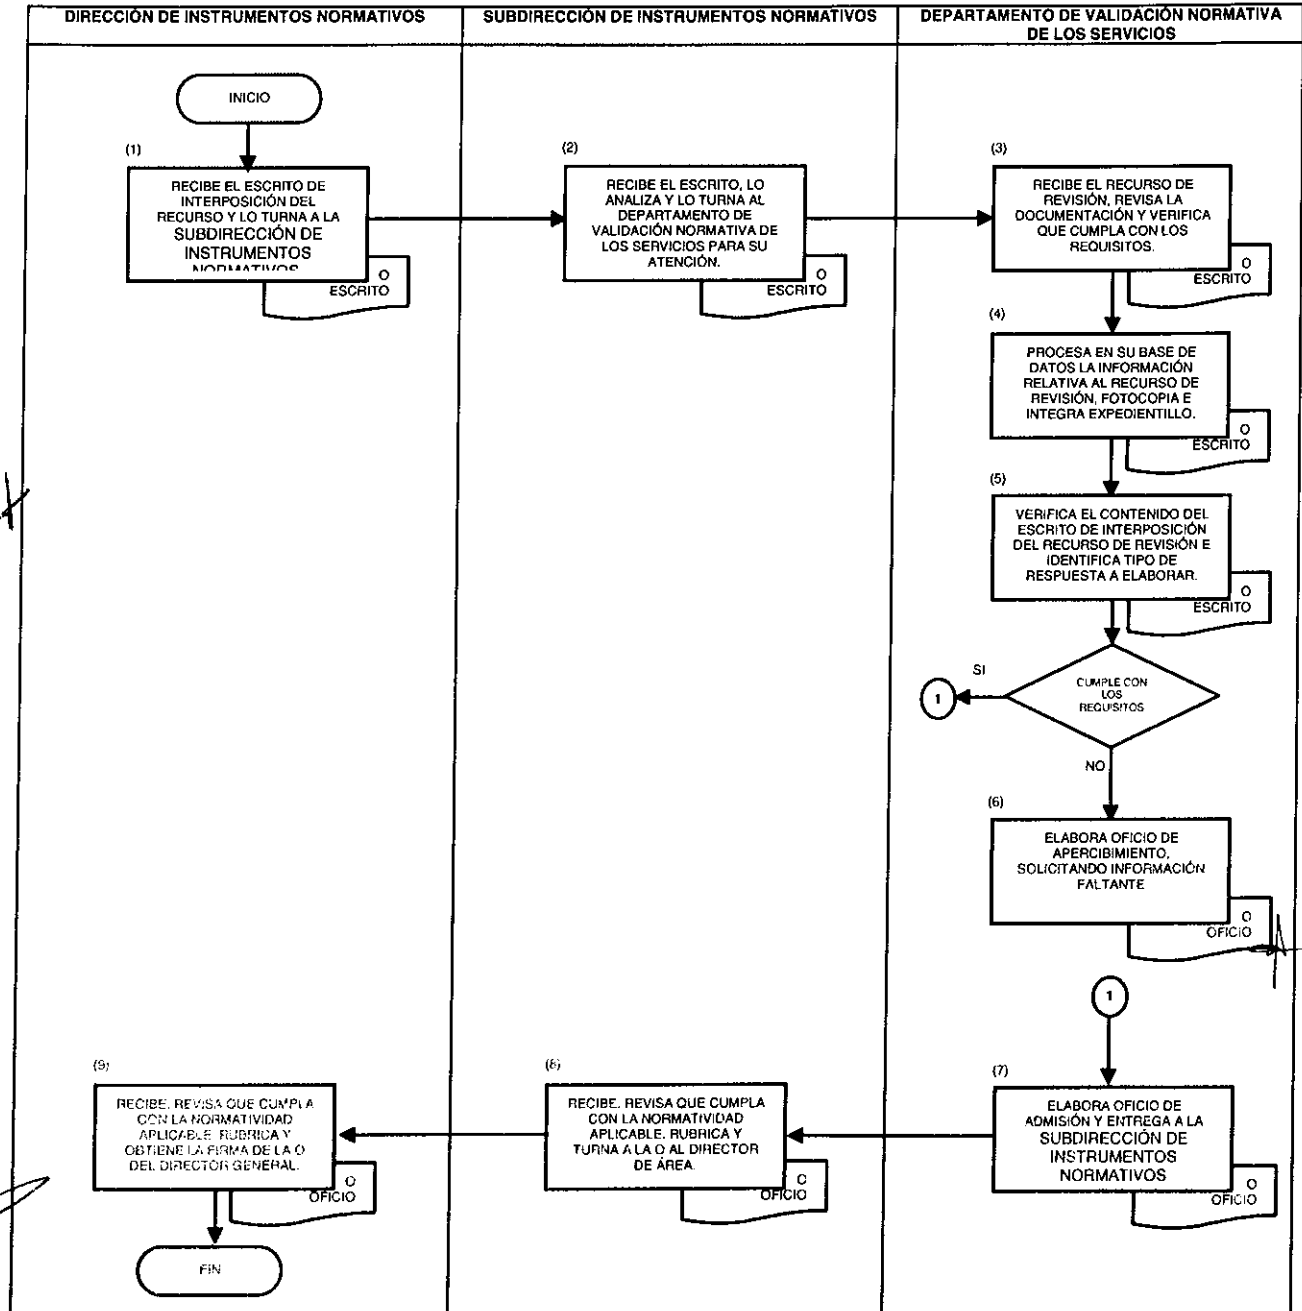 DIRECCIÓN DE INSTRUMENTOS NORMATIVOS
SUBDIRECCIÓN DE INSTRUMENTOS NORMATIVOS
DEPARTAMENTO DE VALIDACIÓN NORMATIVA
DE LOS SERVICIOS
INICIO
(1)
RECIBE EL ESCRITO DE
INTERPOSICIÓN DEL
RECURSO Y LO TURNA A LA
SUBDIRECCIÓN DE
INSTRUMENTOS
NORMATIVOS
O
ESCRITO
(2)
RECIBE EL ESCRITO, LO
ANALIZA Y LO TURNA AL
DEPARTAMENTO DE
VALIDACIÓN NORMATIVA DE
LOS SERVICIOS PARA SU
ATENCIÓN.
O
ESCRITO
(3)
RECIBE EL RECURSO DE
REVISIÓN, REVISA LA
DOCUMENTACIÓN Y VERIFICA
QUE CUMPLA CON LOS
REQUISITOS.
O
ESCRITO
(4)
PROCESA EN SU BASE DE
DATOS LA INFORMACIÓN
RELATIVA AL RECURSO DE
REVISIÓN, FOTOCOPIA E
INTEGRA EXPEDIENTILLO.
O
ESCRITO
(5)
VERIFICA EL CONTENIDO DEL
ESCRITO DE INTERPOSICIÓN
DEL RECURSO DE REVISIÓN E
IDENTIFICA TIPO DE
RESPUESTA A ELABORAR.
O
ESCRITO
SI
1
CUMPLE CON
LOS
REQUISITOS
NO
(6)
ELABORA OFICIO DE
APERCIBIMIENTO,
SOLICITANDO INFORMACIÓN
FALTANTE
O
OFICIO
1
(7)
ELABORA OFICIO DE
ADMISIÓN Y ENTREGA A LA
SUBDIRECCIÓN DE
INSTRUMENTOS
NORMATIVOS
O
OFICIO
(8)
RECIBE, REVISA QUE CUMPLA
CON LA NORMATIVIDAD
APLICABLE, RUBRICA Y
TURNA A LA O AL DIRECTOR
DE ÁREA.
O
OFICIO
(9)
RECIBE, REVISA QUE CUMPLA
CON LA NORMATIVIDAD
APLICABLE, RUBRICA Y
OBTIENE LA FIRMA DE LA O
DEL DIRECTOR GENERAL.
O
OFICIO
FIN